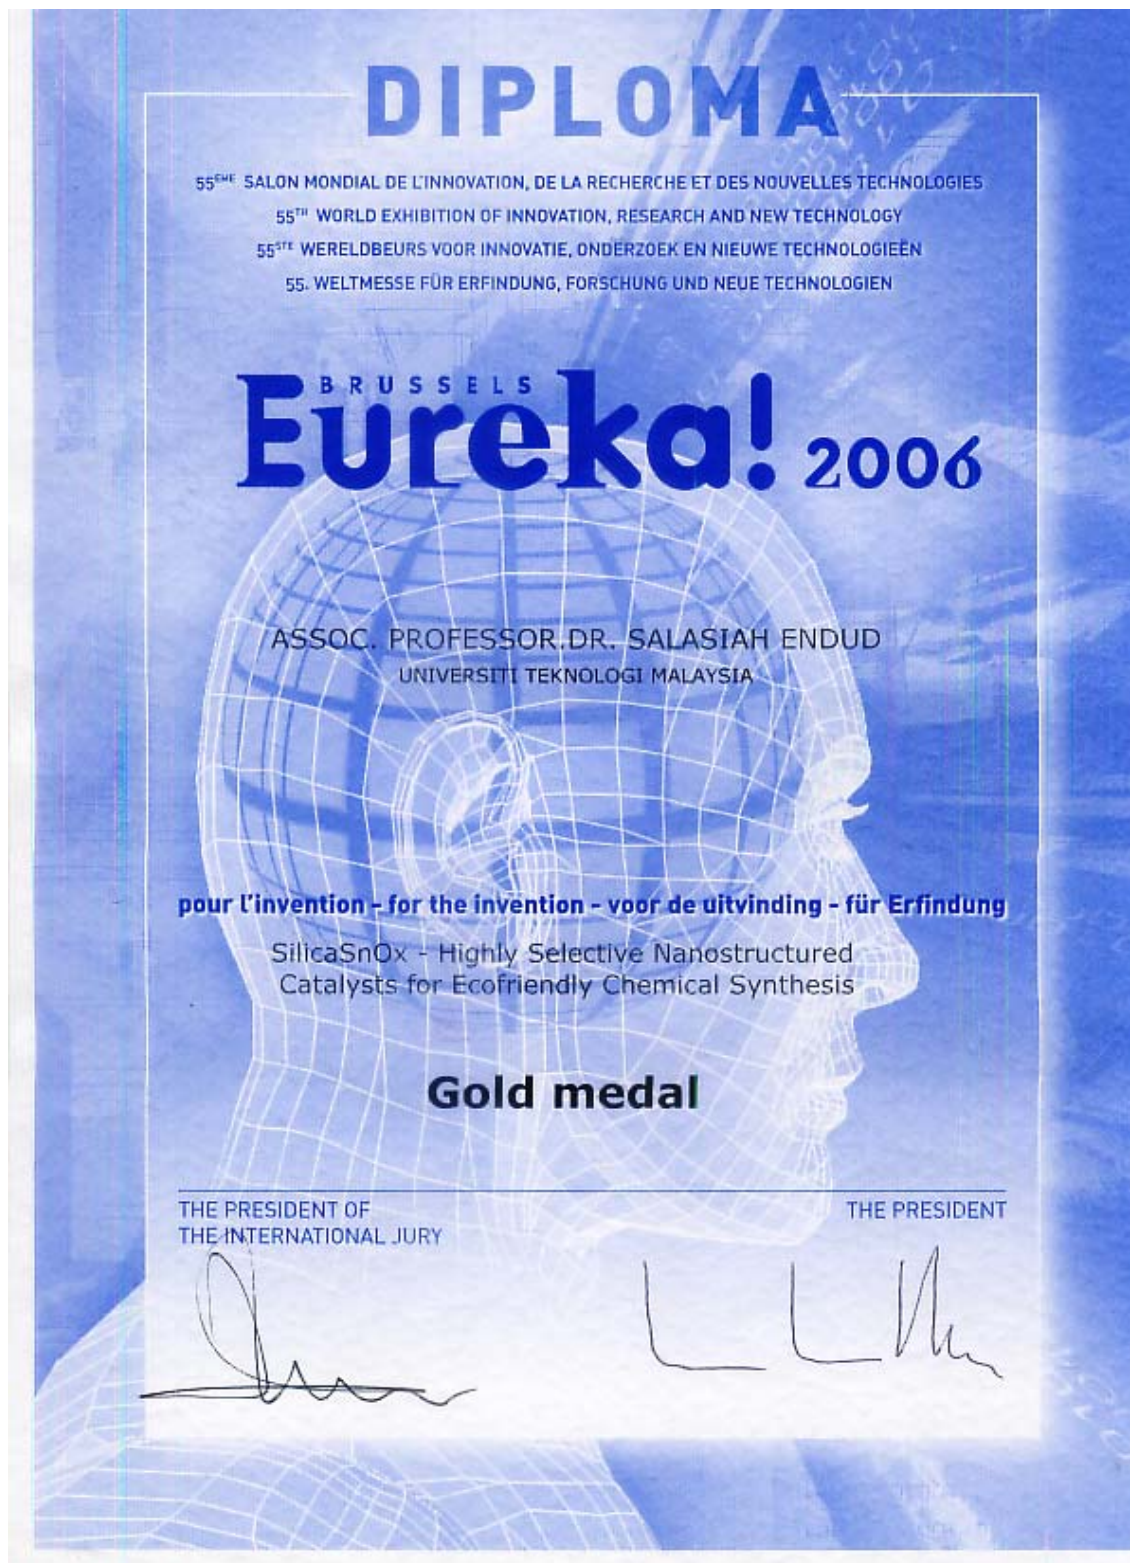 DIPLOMA
55EME SALON MONDIAL DE L'INNOVATION, DE LA RECHERCHE ET DES NOUVELLES TECHNOLOGIES
55TH WORLD EXHIBITION OF INNOVATION, RESEARCH AND NEW TECHNOLOGY
55STE WERELDBEURS VOOR INNOVATIE, ONDERZOEK EN NIEUWE TECHNOLOGIEËN
55. WELTMESSE FÜR ERFINDUNG, FORSCHUNG UND NEUE TECHNOLOGIEN
BRUSSELS
Eureka! 2006
ASSOC. PROFESSOR.DR. SALASIAH ENDUD
UNIVERSITI TEKNOLOGI MALAYSIA
pour l'invention - for the invention - voor de uitvinding - für Erfindung
SilicaSnOx - Highly Selective Nanostructured
Catalysts for Ecofriendly Chemical Synthesis
Gold medal
THE PRESIDENT OF
THE INTERNATIONAL JURY
THE PRESIDENT